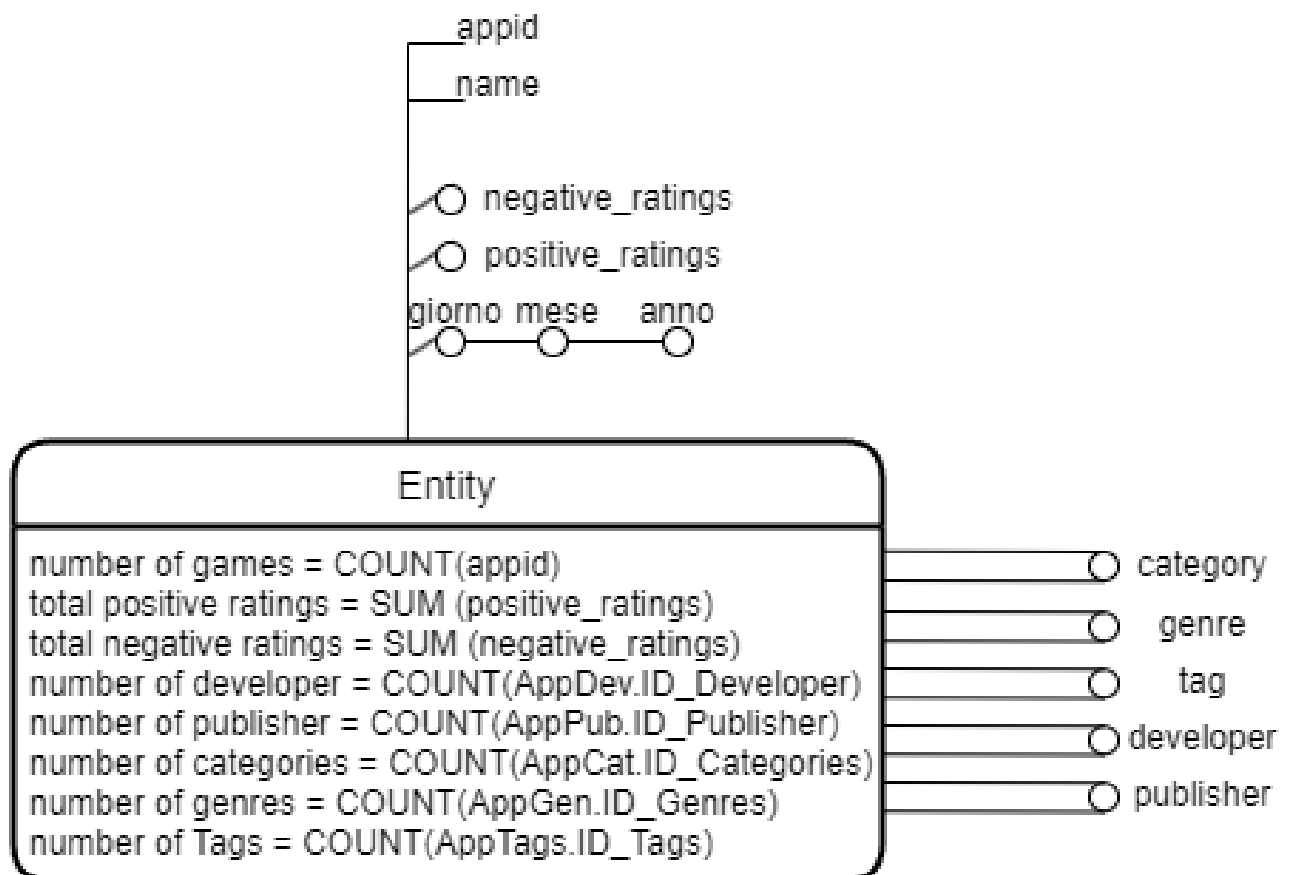 appid
name
negative_ratings
positive_ratings
giorno mese anno
Entity
number of games = COUNT(appid)
total positive ratings = SUM (positive_ratings)
total negative ratings = SUM (negative_ratings)
number of developer = COUNT(AppDev.ID_Developer)
number of publisher = COUNT(AppPub.ID_Publisher)
number of categories = COUNT(AppCat.ID_Categories)
number of genres = COUNT(AppGen.ID_Genres)
number of Tags = COUNT(AppTags.ID_Tags)
category
genre
tag
developer
publisher